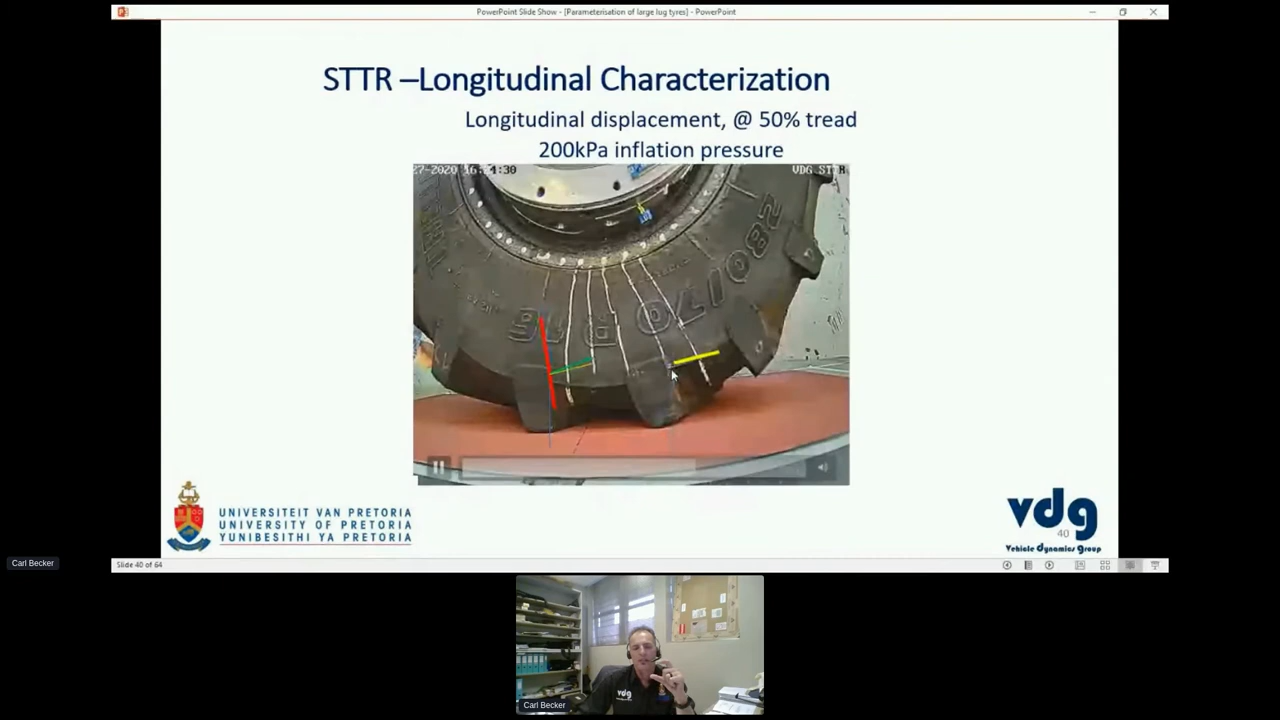 PowerPoint Slide Show - [Parameterisation of large lug tyres] - PowerPoint
STTR –Longitudinal Characterization
Longitudinal displacement, @ 50% tread
200kPa inflation pressure
UNIVERSITEIT VAN PRETORIA
UNIVERSITY OF PRETORIA
YUNIBESITHI YA PRETORIA
vdg
40
Vehicle Dynamics Group
Carl Becker
Slide 40 of 64
vdg
Carl Becker